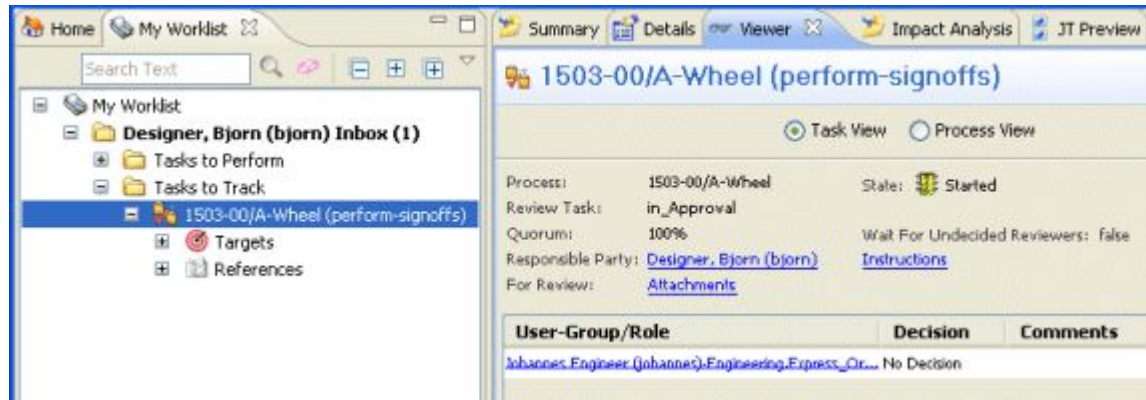 Home My Worklist
Search Text
My Worklist
Designer, Bjorn (bjorn) Inbox (1)
Tasks to Perform
Tasks to Track
1503-00/A-Wheel (perform-signoffs)
Targets
References
Summary Details Viewer Impact Analysis JT Preview
1503-00/A-Wheel (perform-signoffs)
Task View Process View
Process: 1503-00/A-Wheel State: Started
Review Task: in_Approval
Quorum: 100% Wait For Undecided Reviewers: false
Responsible Party: Designer, Bjorn (bjorn) Instructions
For Review: Attachments
User-Group/Role Decision Comments
Johannes Engineer (johannes)-Engineering.Express_Or... No Decision